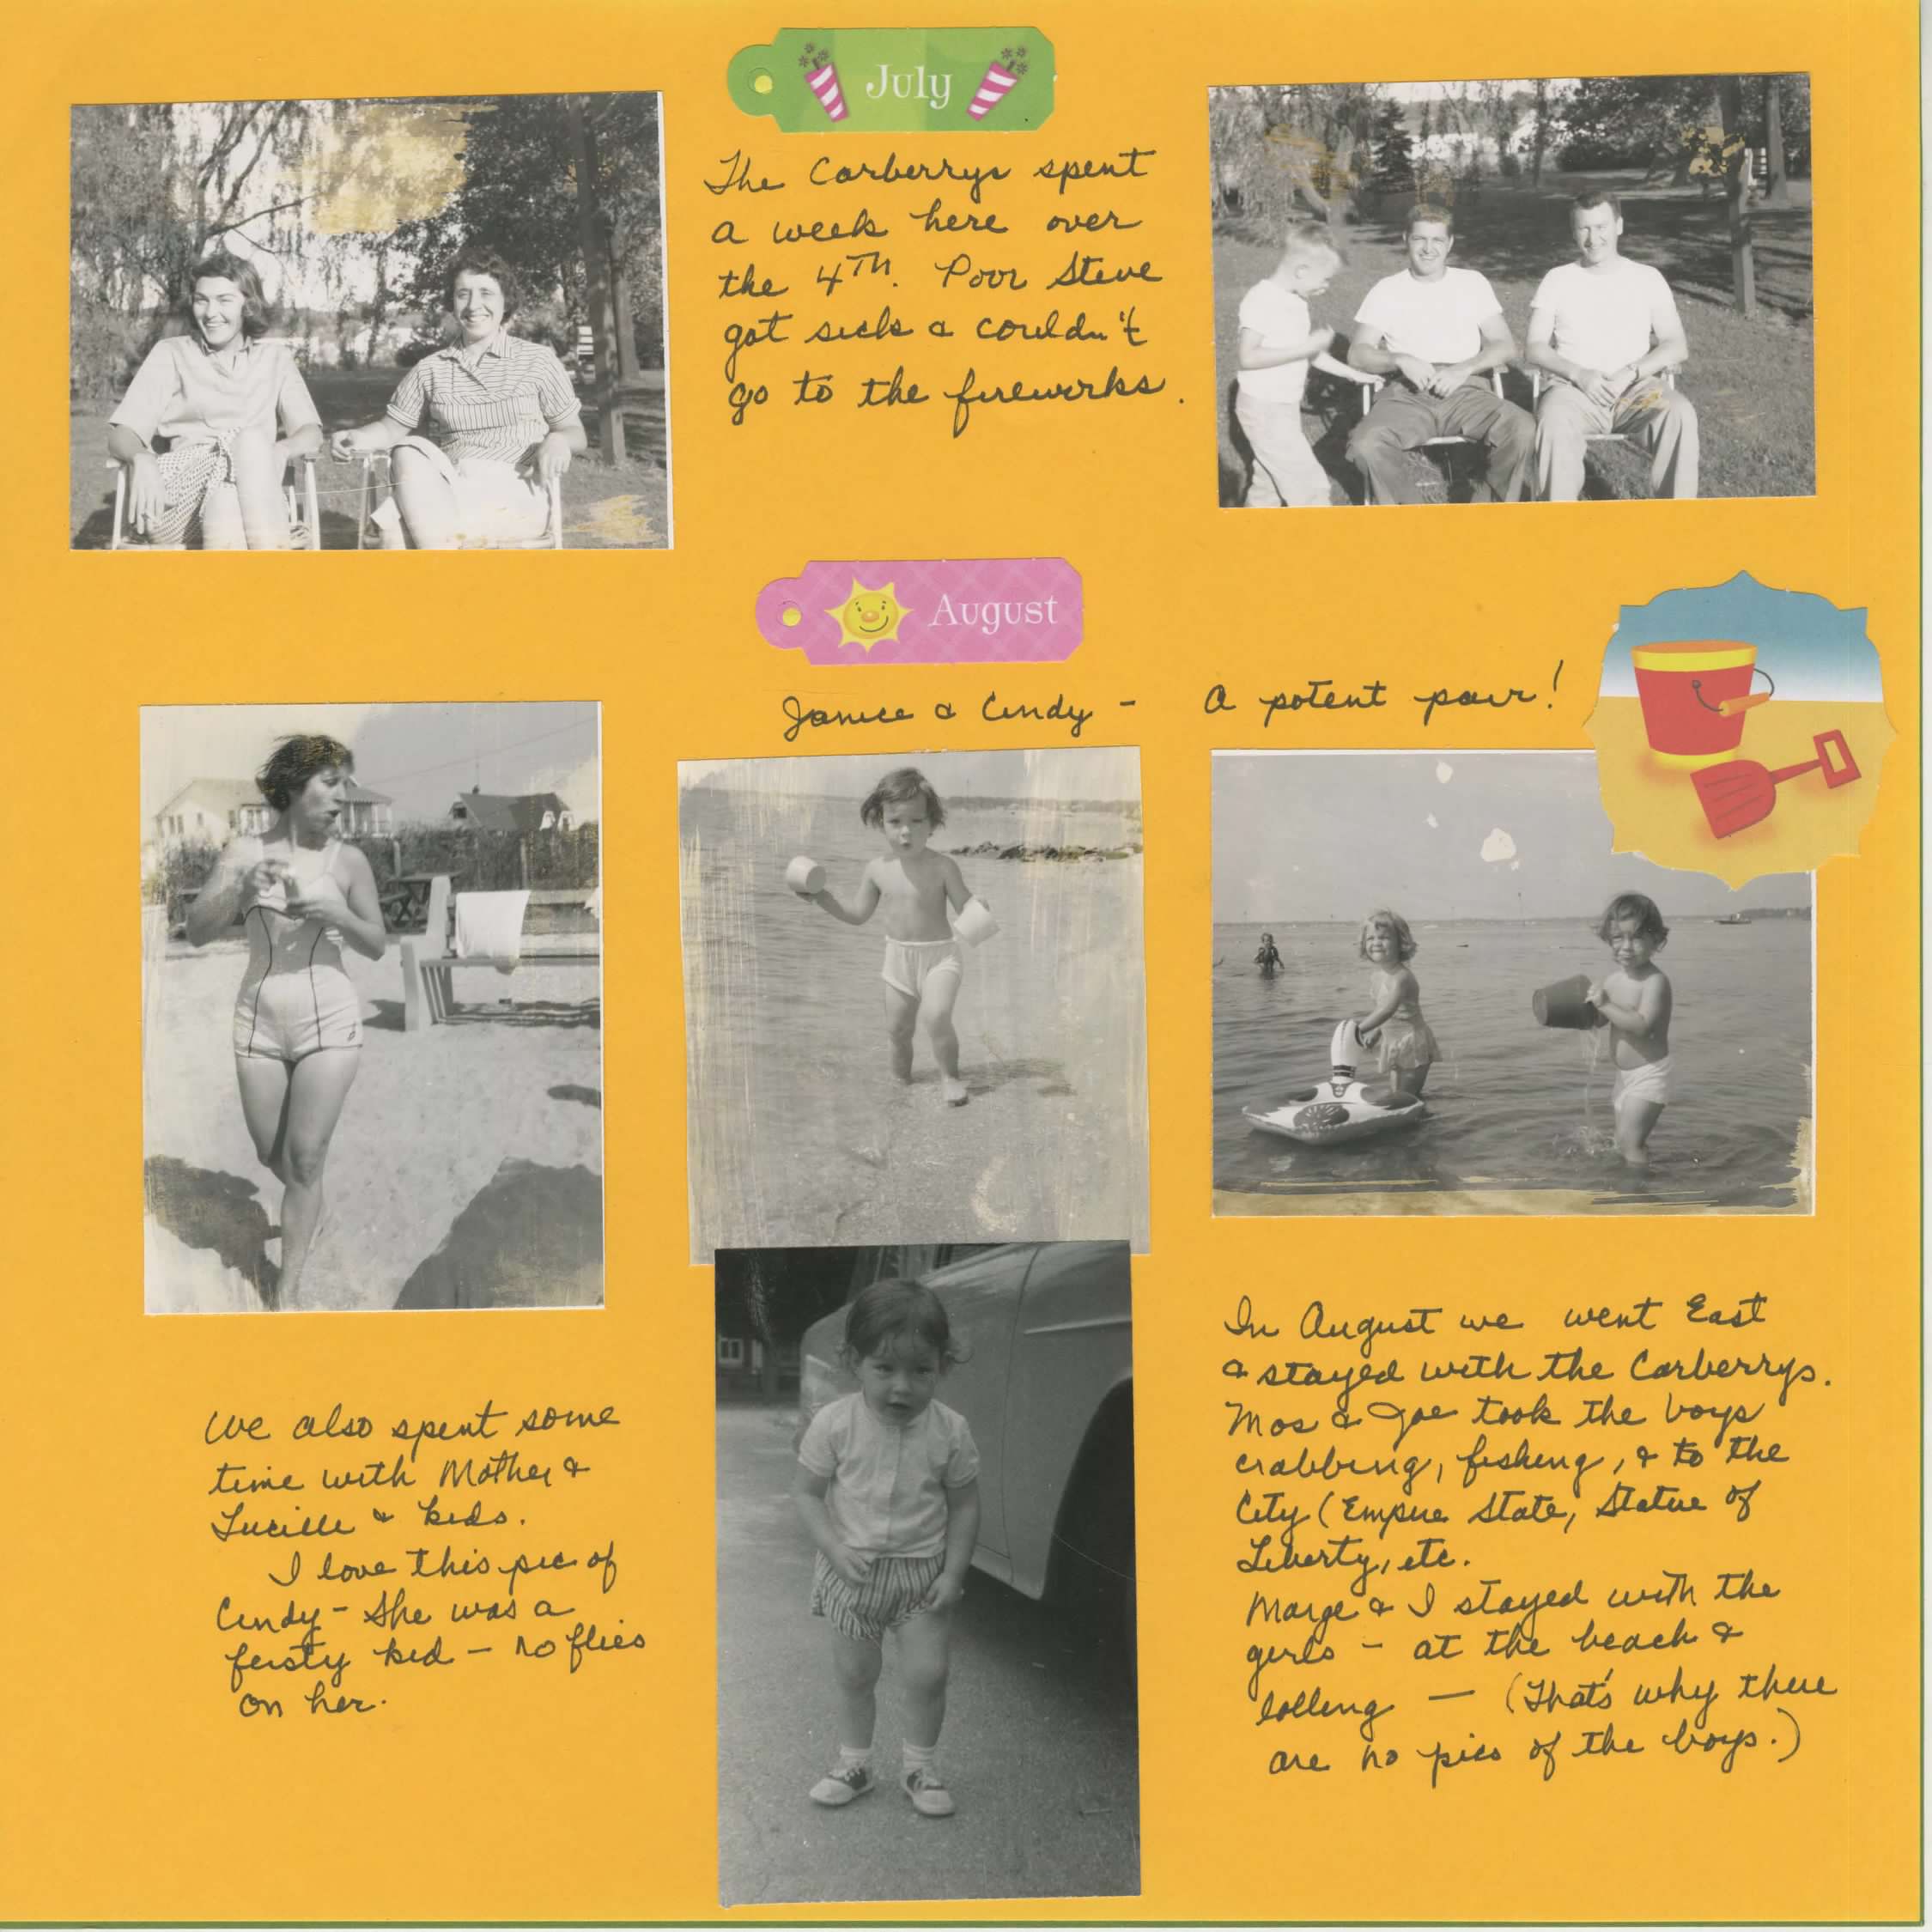 July
The Carberrys spent
a week here over
the 4TH. Poor Steve
got sick & couldn't
go to the fireworks.
August
Janice & Cindy - A potent pair!
We also spent some
time with Mother &
Lucille & kids.
I love this pic of
Cindy - She was a
feisty kid - no flies
on her.
In August we went East
& stayed with the Carberrys.
Mos & Joe took the boys
crabbing, fishing, & to the
City (Empire State, Statue of
Liberty, etc.
Marge & I stayed with the
girls - at the beach &
lolling — (That's why there
are no pics of the boys.)